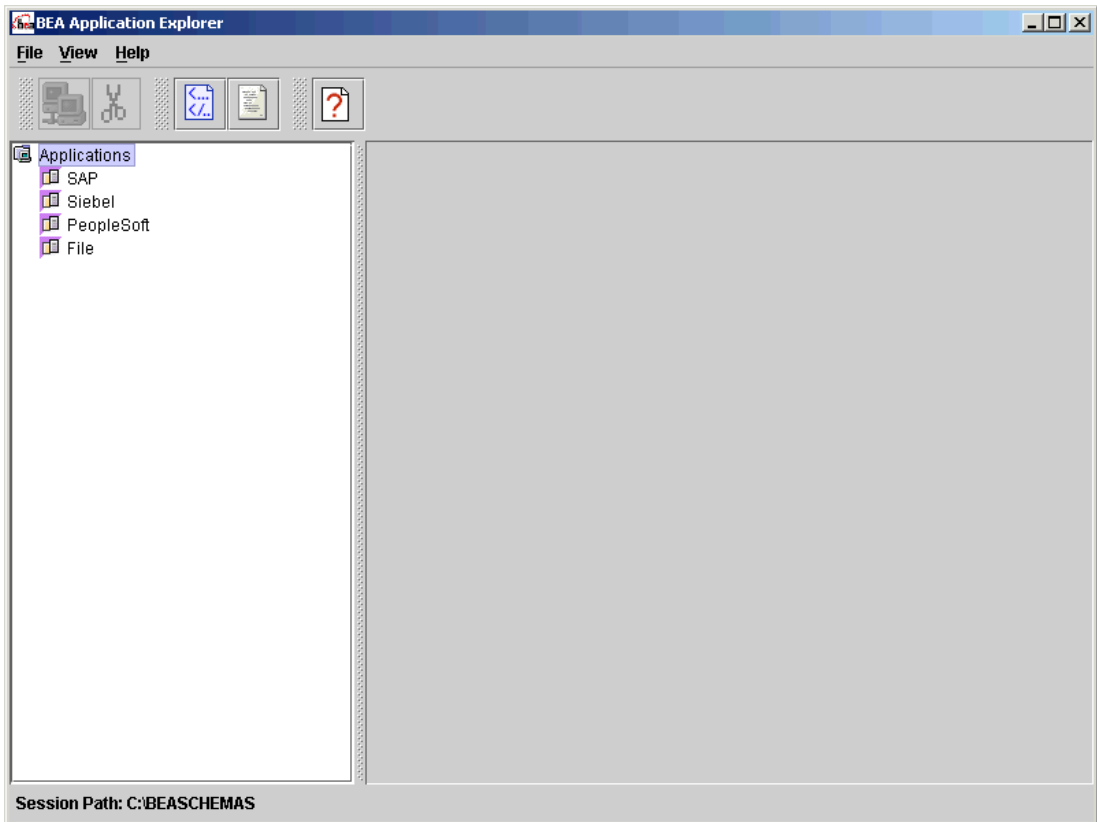 BEA Application Explorer
File View Help
Applications
SAP
Siebel
PeopleSoft
File
Session Path: C:\BEASCHEMAS